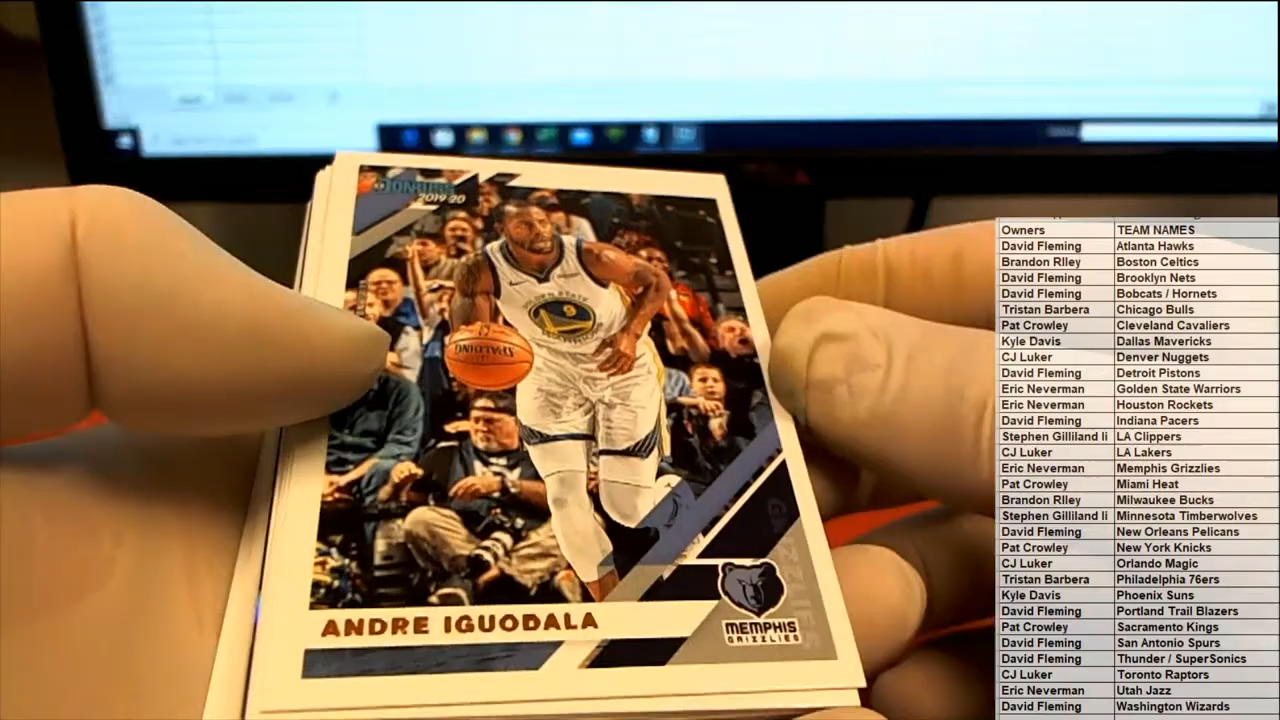 DONRUSS
2019-20
GOLDEN STATE
9
WARRIORS
SPALDING
ANDRE IGUODALA
MEMPHIS
GRIZZLIES
Owners TEAM NAMES
David Fleming Atlanta Hawks
Brandon RIley Boston Celtics
David Fleming Brooklyn Nets
David Fleming Bobcats / Hornets
Tristan Barbera Chicago Bulls
Pat Crowley Cleveland Cavaliers
Kyle Davis Dallas Mavericks
CJ Luker Denver Nuggets
David Fleming Detroit Pistons
Eric Neverman Golden State Warriors
Eric Neverman Houston Rockets
David Fleming Indiana Pacers
Stephen Gilliland Ii LA Clippers
CJ Luker LA Lakers
Eric Neverman Memphis Grizzlies
Pat Crowley Miami Heat
Brandon RIley Milwaukee Bucks
Stephen Gilliland Ii Minnesota Timberwolves
David Fleming New Orleans Pelicans
Pat Crowley New York Knicks
CJ Luker Orlando Magic
Tristan Barbera Philadelphia 76ers
Kyle Davis Phoenix Suns
David Fleming Portland Trail Blazers
Pat Crowley Sacramento Kings
David Fleming San Antonio Spurs
David Fleming Thunder / SuperSonics
CJ Luker Toronto Raptors
Eric Neverman Utah Jazz
David Fleming Washington Wizards